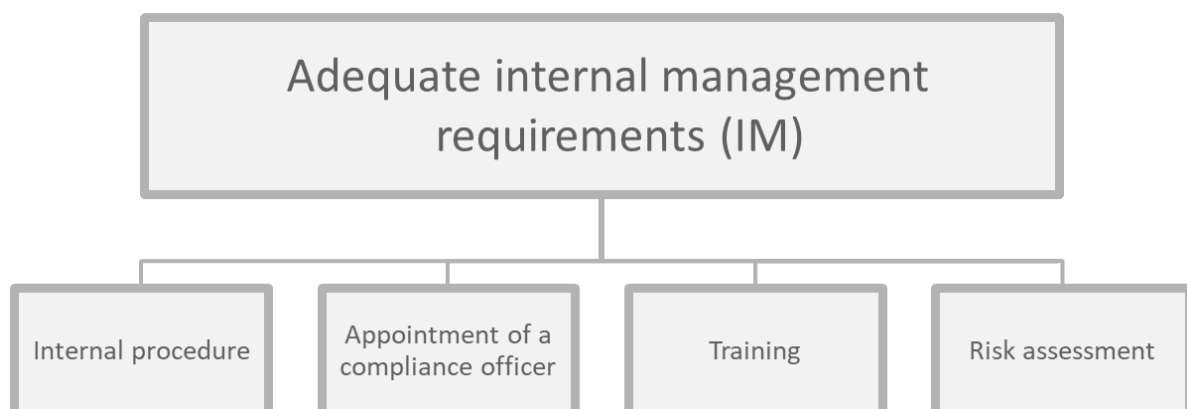 Adequate internal management
requirements (IM)
Internal procedure
Appointment of a
compliance officer
Training
Risk assessment